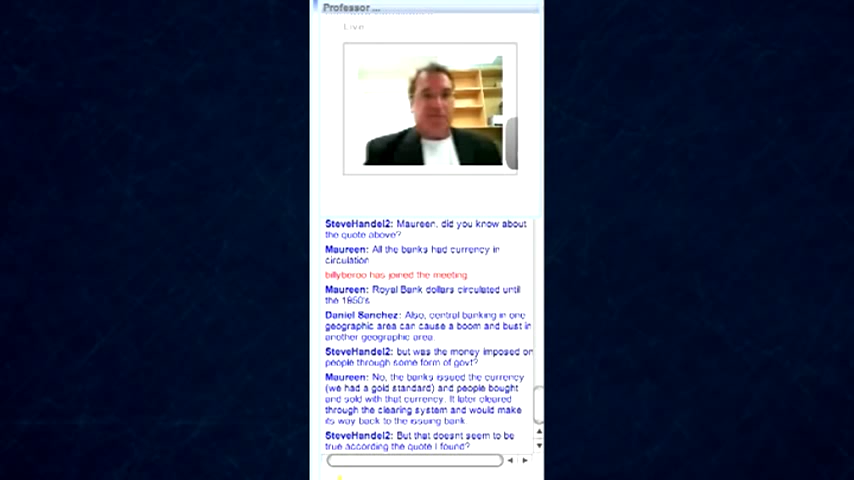 Professor ...
Live
SteveHandel2: Maureen, did you know about
the quote above?
Maureen: All the banks had currency in
circulation
billyberoo has joined the meeting.
Maureen: Royal Bank dollars circulated until
the 1950's
Daniel Sanchez: Also, central banking in one
geographic area can cause a boom and bust in
another geographic area.
SteveHandel2: but was the money imposed on
people through some form of govt?
Maureen: No, the banks issued the currency
(we had a gold standard) and people bought
and sold with that currency. It later cleared
through the clearing system and would make
its way back to the issuing bank
SteveHandel2: But that doesnt seem to be
true according the quote I found?